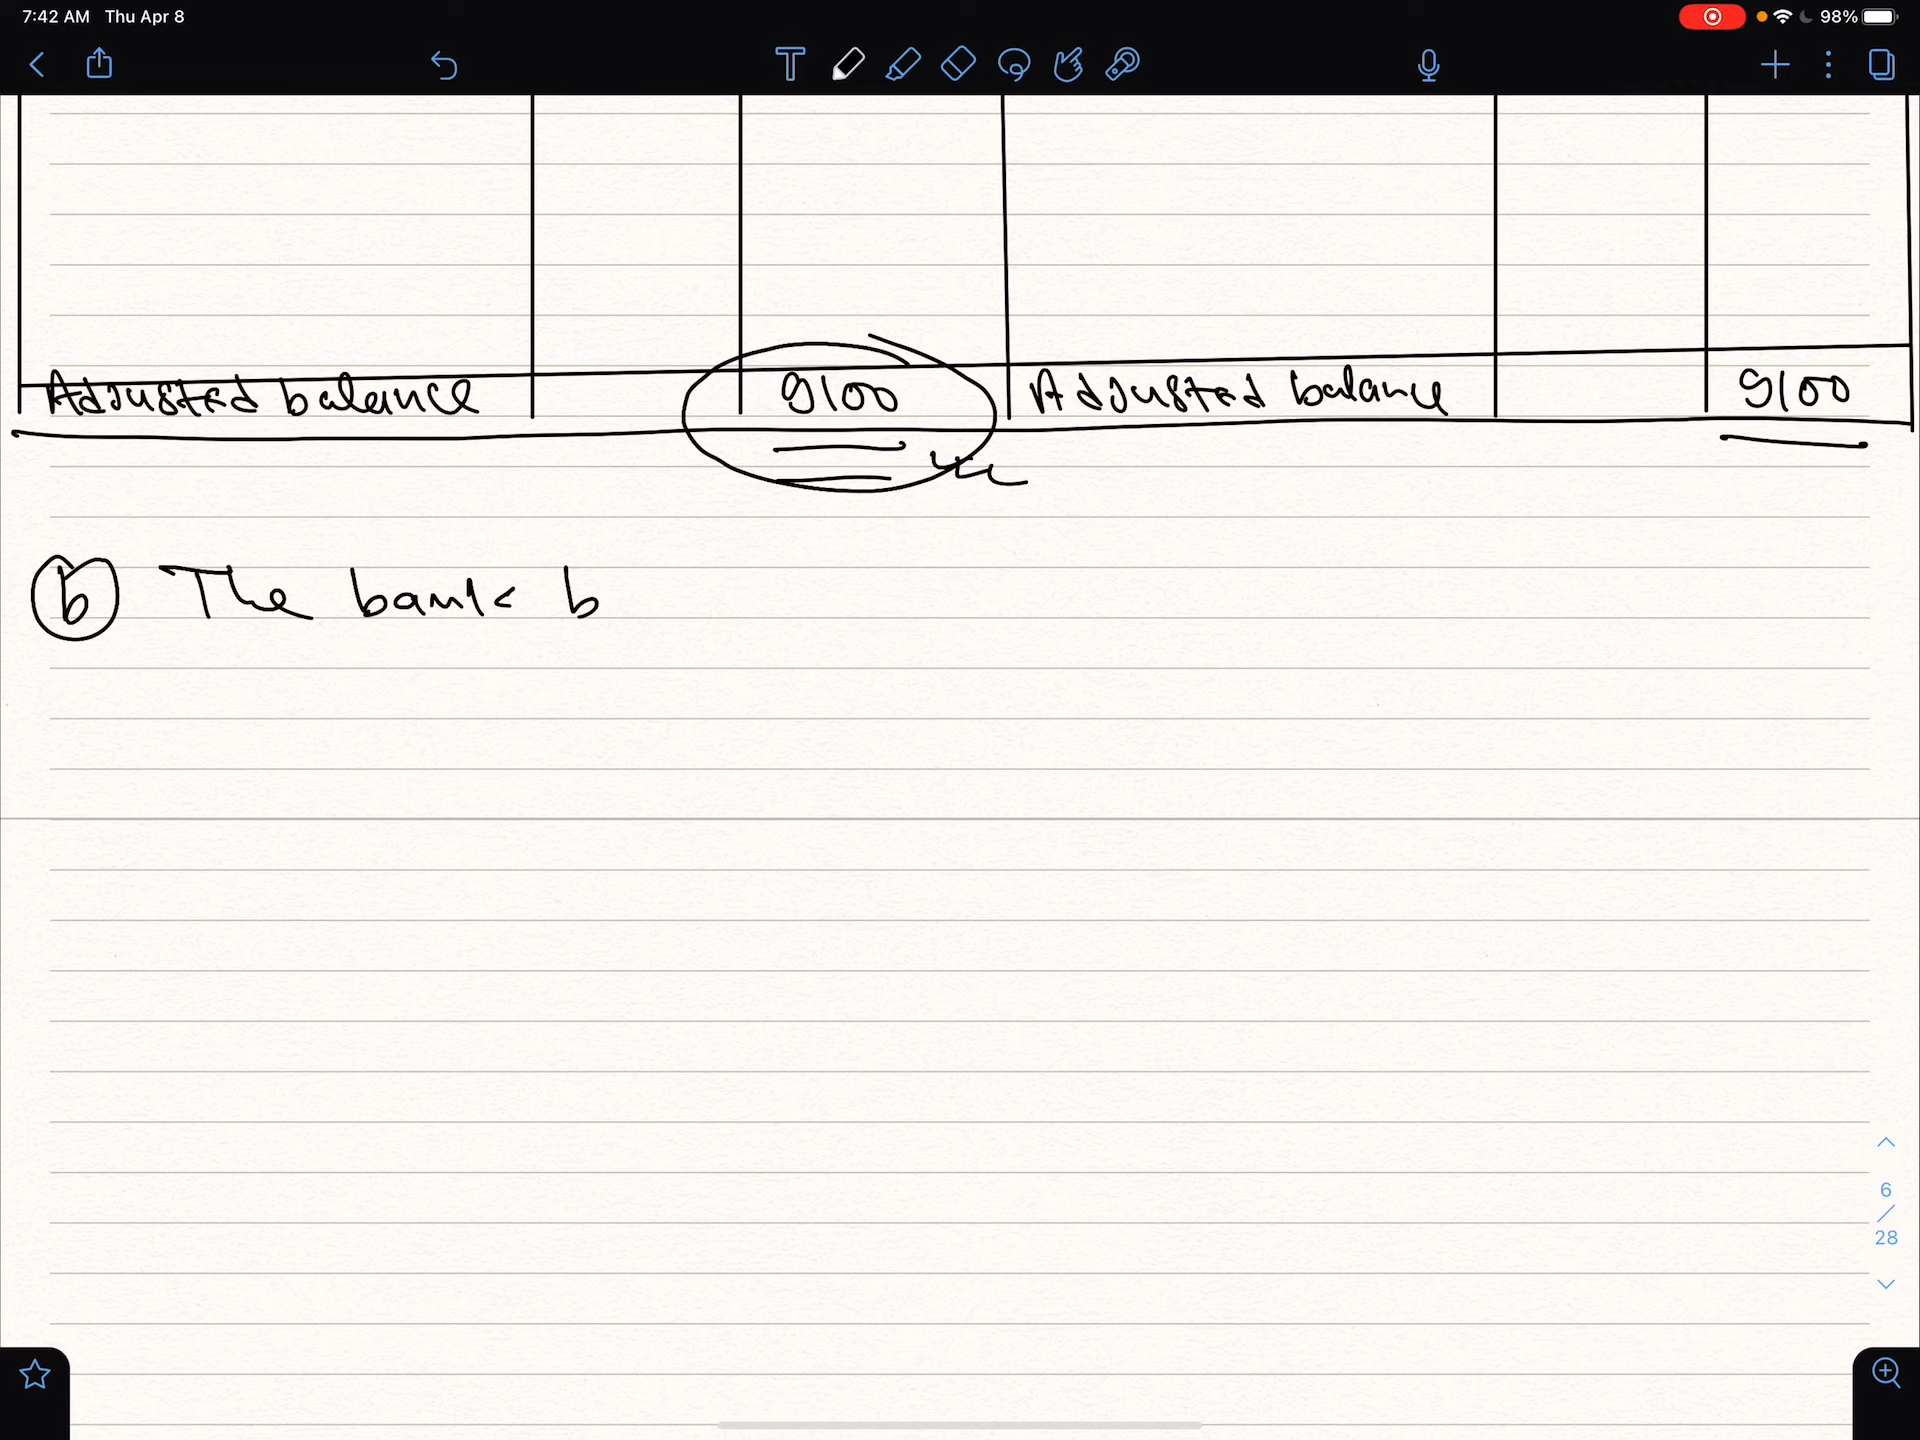 7:42 AM Thu Apr 8
98%
T
Adjusted balance 9100 Adjusted balance 9100
b The bank b
6
/
28